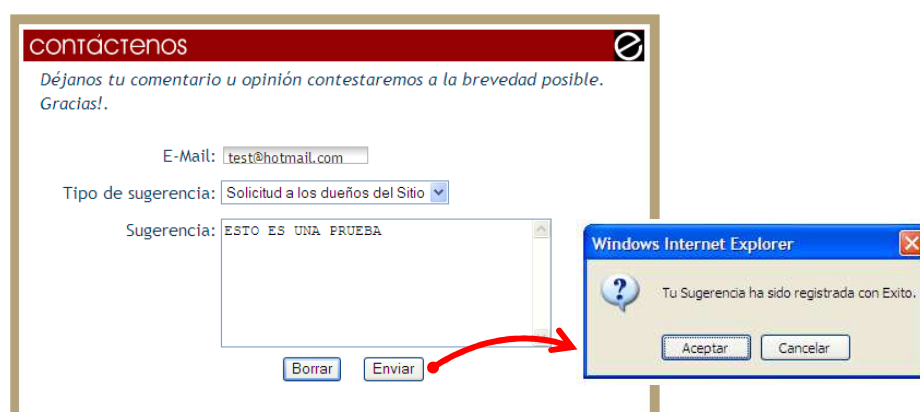 contáctenos
Déjanos tu comentario u opinión contestaremos a la brevedad posible.
Gracias!.
E-Mail: test@hotmail.com
Tipo de sugerencia: Solicitud a los dueños del Sitio
Sugerencia: ESTO ES UNA PRUEBA
Borrar Enviar
Windows Internet Explorer
Tu Sugerencia ha sido registrada con Exito.
Aceptar Cancelar